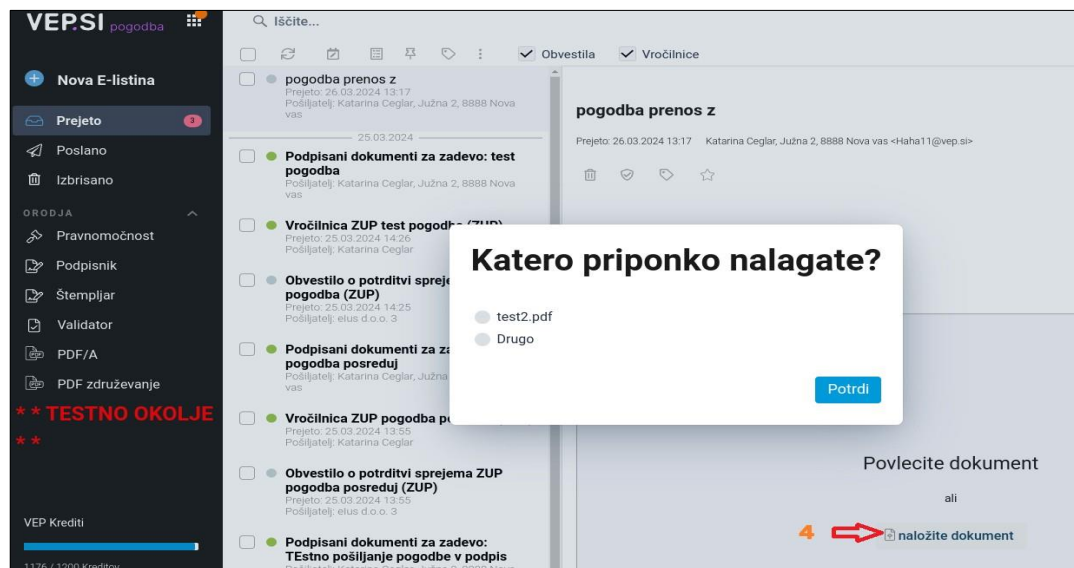 VEP.SI pogodba
Nova E-listina
Prejeto 3
Poslano
Izbrisano
ORODJA
Pravnomočnost
Podpisnik
Štempljar
Validator
PDF/A
PDF združevanje
* * TESTNO OKOLJE
* *
VEP Krediti
1176 / 1200 Kreditov
Iščite...
Obvestila Vročilnice
pogodba prenos z
Prejeto: 26.03.2024 13:17
Pošiljatelj: Katarina Ceglar, Južna 2, 8888 Nova
vas
25.03.2024
Podpisani dokumenti za zadevo: test
pogodba
Pošiljatelj: Katarina Ceglar, Južna 2, 8888 Nova
vas
Vročilnica ZUP test pogodba (ZUP)
Prejeto: 25.03.2024 14:26
Pošiljatelj: Katarina Ceglar
Obvestilo o potrditvi spreje
pogodba (ZUP)
Prejeto: 25.03.2024 14:25
Pošiljatelj: elus d.o.o. 3
Podpisani dokumenti za za
pogodba posreduj
Pošiljatelj: Katarina Ceglar, Južna
vas
Vročilnica ZUP pogodba p
Prejeto: 25.03.2024 13:55
Pošiljatelj: Katarina Ceglar
Obvestilo o potrditvi sprejema ZUP
pogodba posreduj (ZUP)
Prejeto: 25.03.2024 13:55
Pošiljatelj: elus d.o.o. 3
Podpisani dokumenti za zadevo:
TEstno pošiljanje pogodbe v podpis
pogodba prenos z
Prejeto: 26.03.2024 13:17 Katarina Ceglar, Južna 2, 8888 Nova vas <Haha11@vep.si>
Katero priponko nalagate?
test2.pdf
Drugo
Potrdi
Povlecite dokument
ali
4 naložite dokument